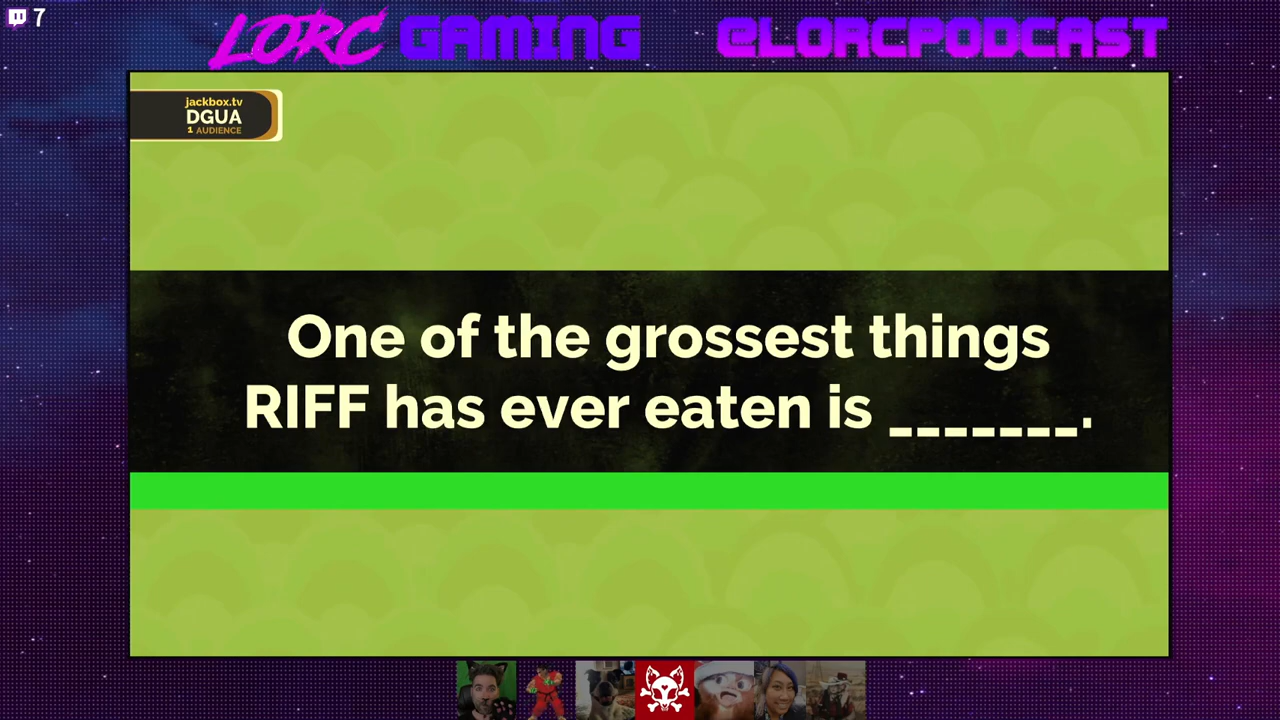 7
LORC GAMING
@LORCPODCAST
jackbox.tv
DGUA
1 AUDIENCE
One of the grossest things
RIFF has ever eaten is _______.